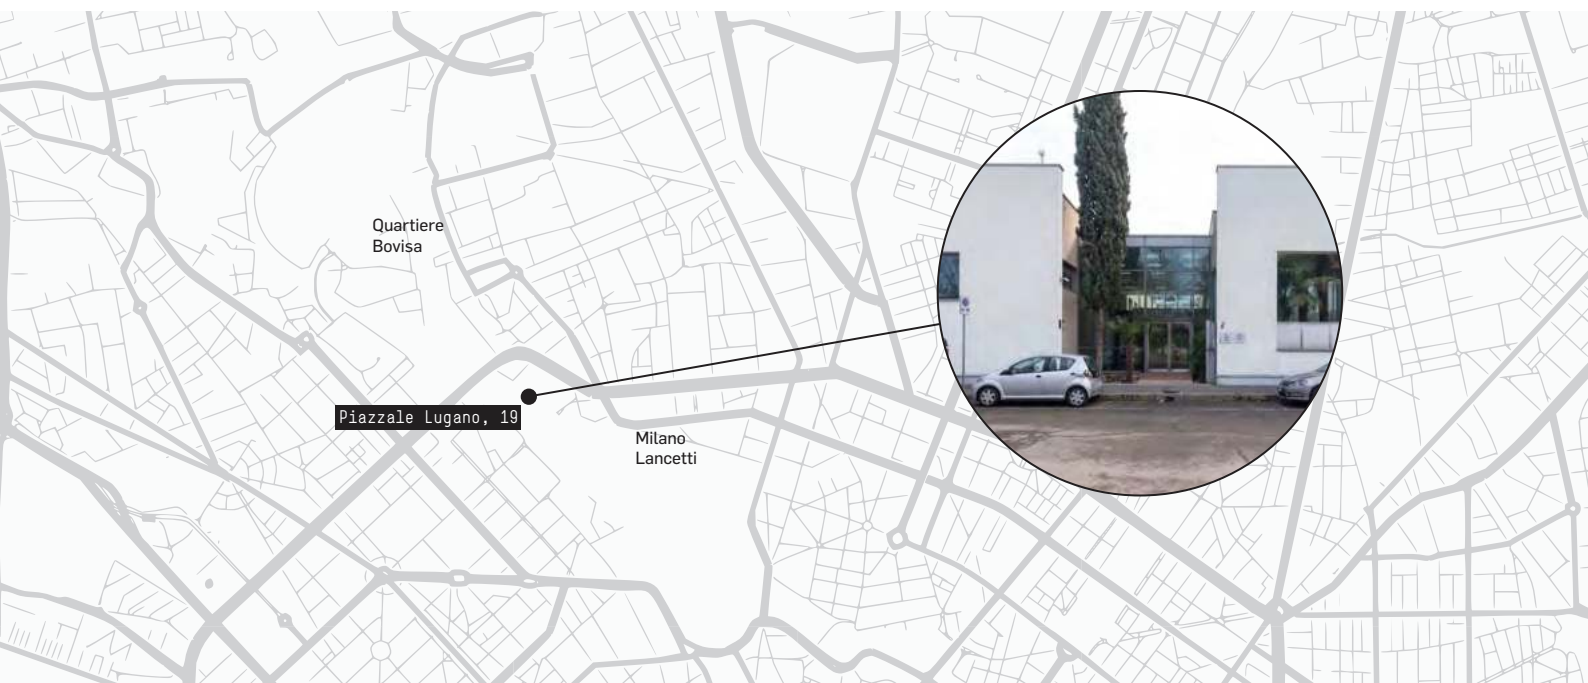 Quartiere
Bovisa
Piazzale Lugano, 19
Milano
Lancetti